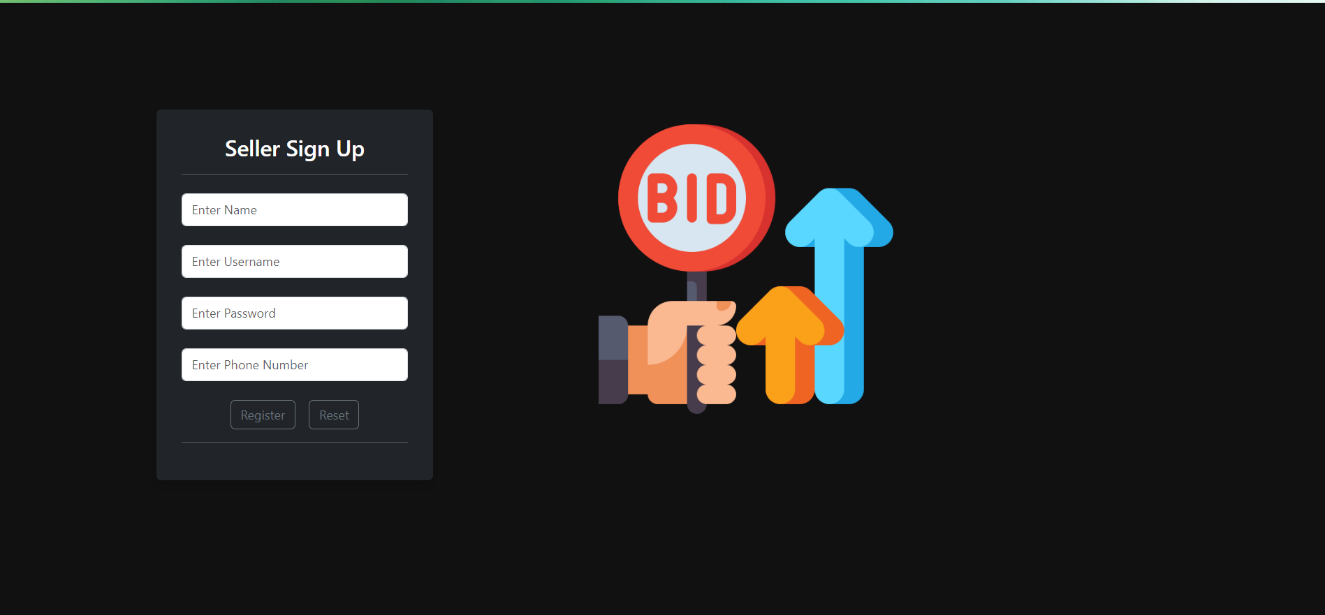 Seller Sign Up
Enter Name
Enter Username
Enter Password
Enter Phone Number
Register Reset
BID